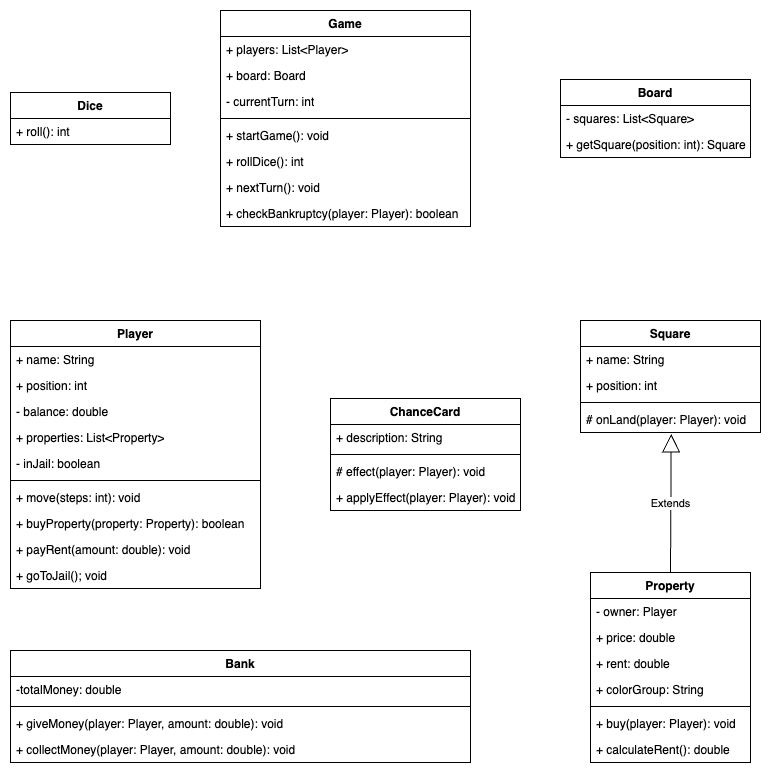 Game
+ players: List<Player>
+ board: Board
- currentTurn: int
+ startGame(): void
+ rollDice(): int
+ nextTurn(): void
+ checkBankruptcy(player: Player): boolean
Dice
+ roll(): int
Board
- squares: List<Square>
+ getSquare(position: int): Square
Player
+ name: String
+ position: int
- balance: double
+ properties: List<Property>
- inJail: boolean
+ move(steps: int): void
+ buyProperty(property: Property): boolean
+ payRent(amount: double): void
+ goToJail(); void
ChanceCard
+ description: String
# effect(player: Player): void
+ applyEffect(player: Player): void
Square
+ name: String
+ position: int
# onLand(player: Player): void
Extends
Property
- owner: Player
+ price: double
+ rent: double
+ colorGroup: String
+ buy(player: Player): void
+ calculateRent(): double
Bank
-totalMoney: double
+ giveMoney(player: Player, amount: double): void
+ collectMoney(player: Player, amount: double): void